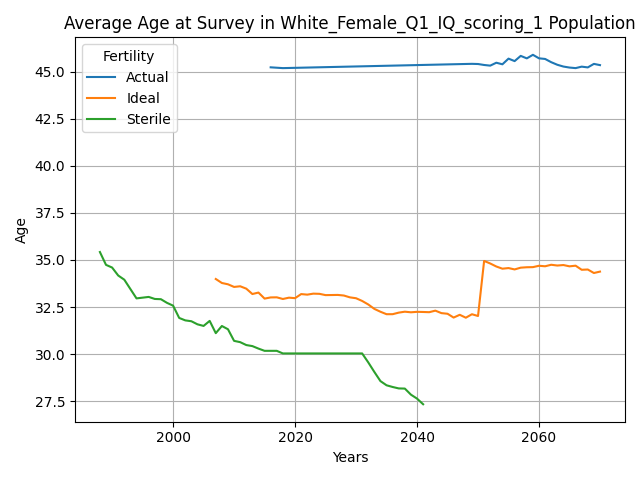 Average Age at Survey in White_Female_Q1_IQ_scoring_1 Population
Fertility
Actual
Ideal
Sterile
45.0
42.5
40.0
37.5
35.0
32.5
30.0
27.5
Age
2000
2020
2040
2060
Years